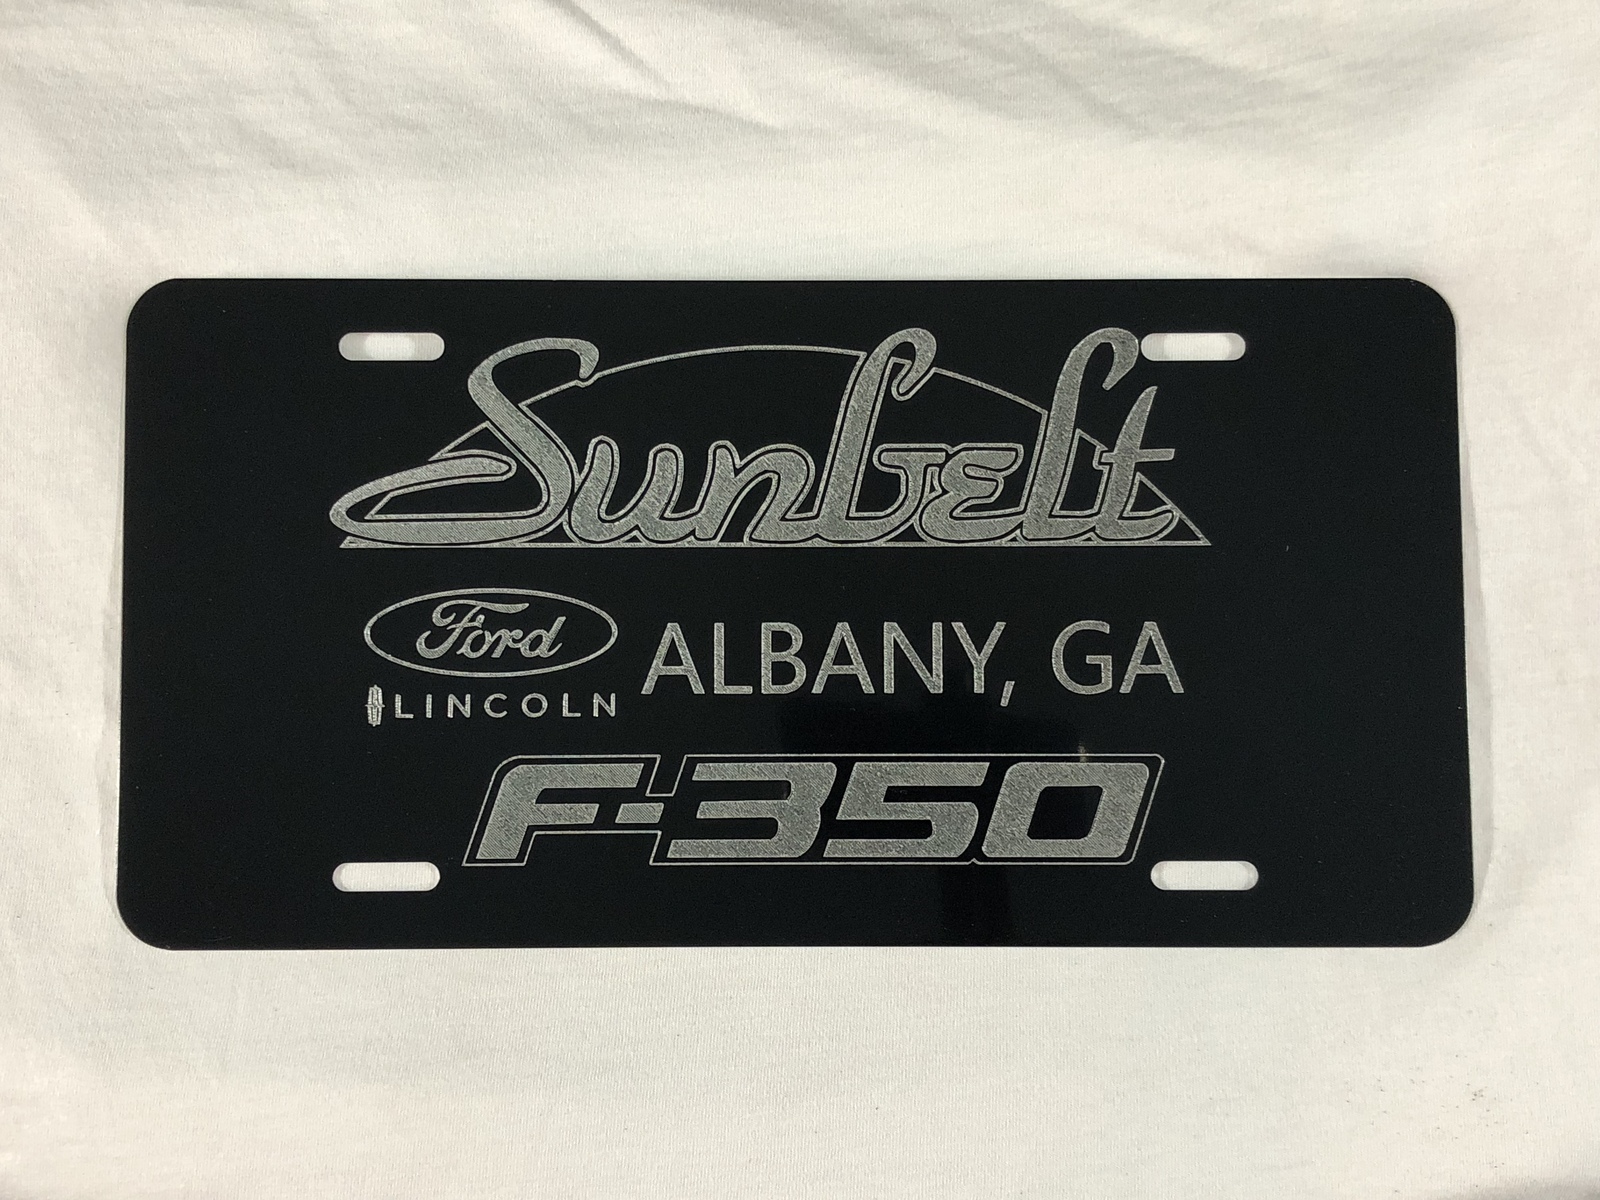 Sunbelt
Ford ALBANY, GA
LINCOLN
F-350